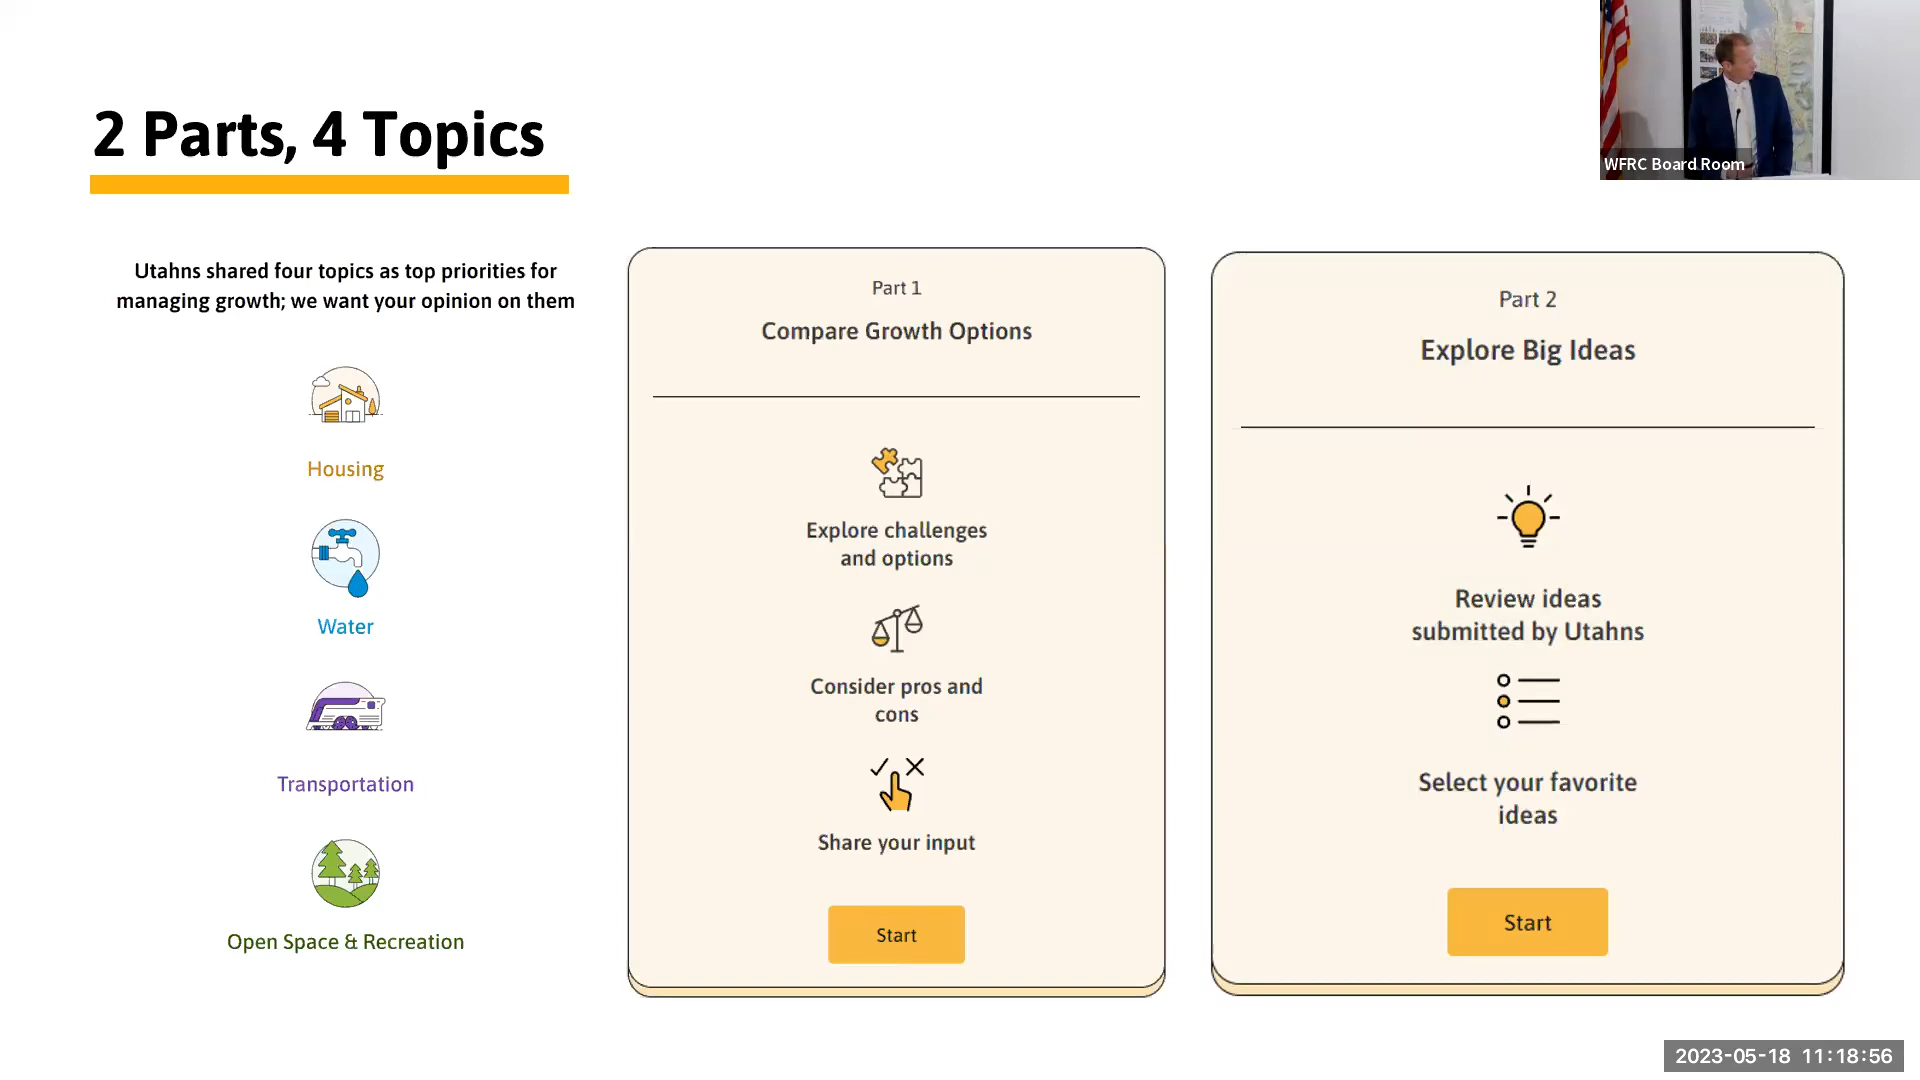 2 Parts, 4 Topics
WFRC Board Room
Utahns shared four topics as top priorities for
managing growth; we want your opinion on them
Housing
Water
Transportation
Open Space & Recreation
Part 1
Compare Growth Options
Explore challenges
and options
Consider pros and
cons
Share your input
Start
Part 2
Explore Big Ideas
Review ideas
submitted by Utahns
Select your favorite
ideas
Start
2023-05-18 11:18:56